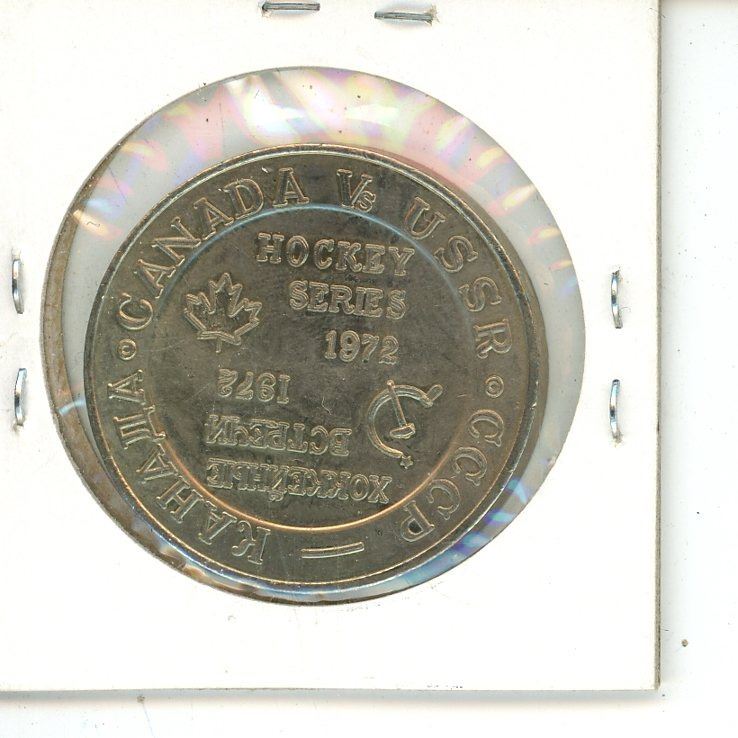 CANADA Vs USSR
HOCKEY
SERIES
1972
СССР — КАНАДА
ХОККЕЙНЫЕ
ВСТРЕЧИ
1972